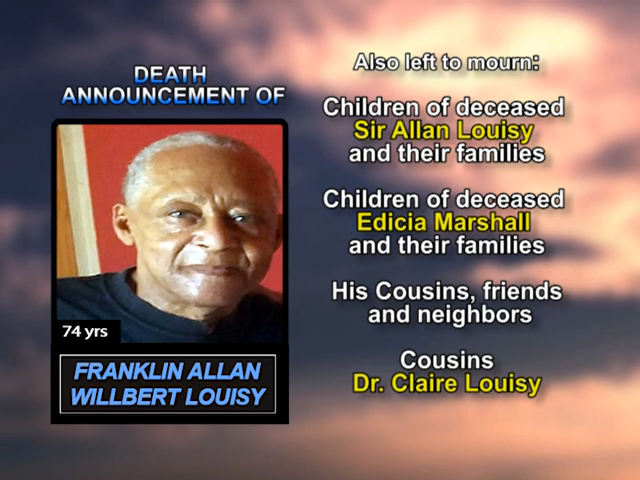 DEATH
ANNOUNCEMENT OF
74 yrs
FRANKLIN ALLAN
WILLBERT LOUISY
Also left to mourn:
Children of deceased
Sir Allan Louisy
and their families
Children of deceased
Edicia Marshall
and their families
His Cousins, friends
and neighbors
Cousins
Dr. Claire Louisy